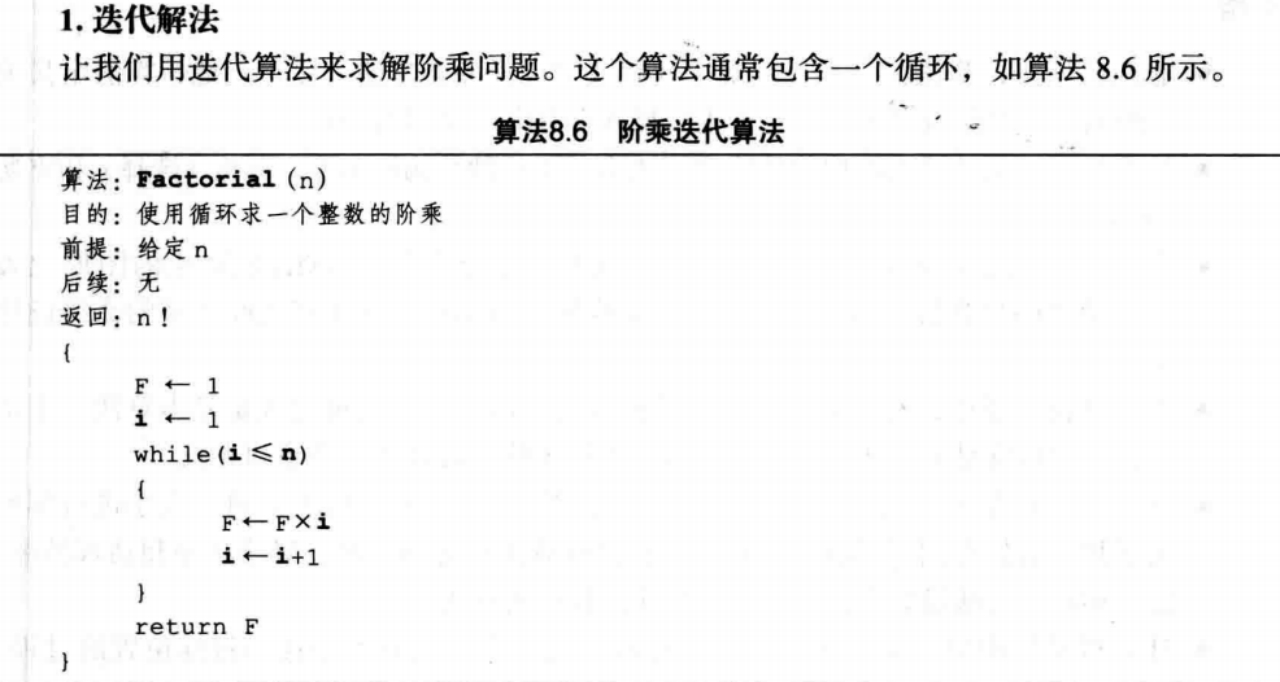 1. 迭代解法
让我们用迭代算法来求解阶乘问题。这个算法通常包含一个循环，如算法 8.6 所示。
算法8.6 阶乘迭代算法
算法：Factorial (n)
目的：使用循环求一个整数的阶乘
前提：给定 n
后续：无
返回：n！
{
F ← 1
i ← 1
while(i ≤ n)
{
F←F×i
i←i+1
}
return F
}